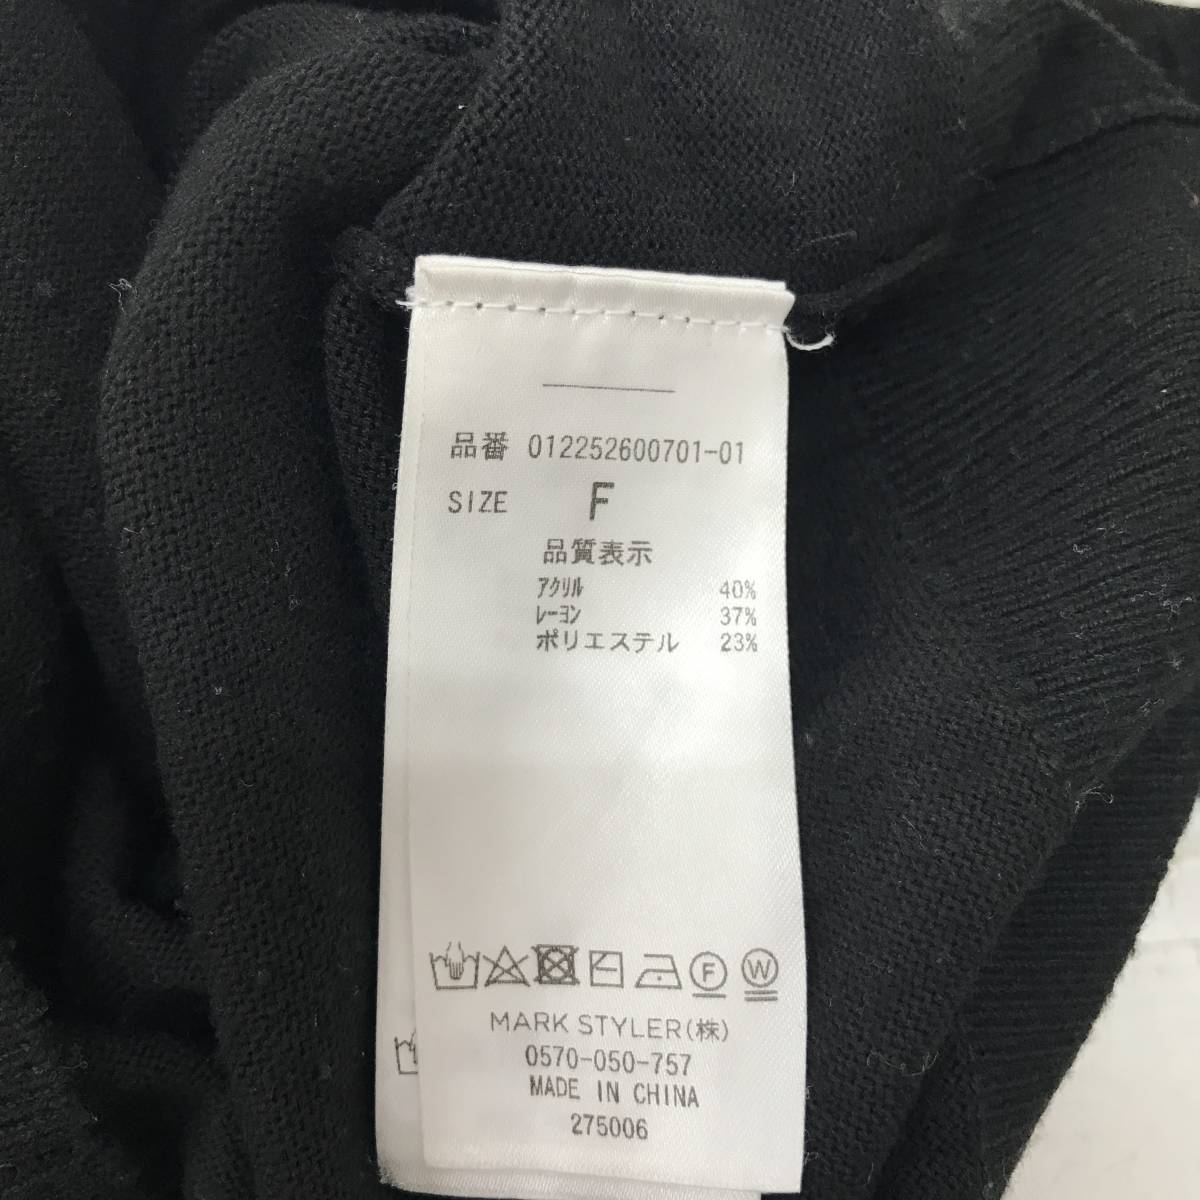 品番 012252600701-01
SIZE F
品質表示
ｱｸﾘﾙ 40%
ﾚｰﾖﾝ 37%
ポリエステル 23%
F W
MARK STYLER(株)
0570-050-757
MADE IN CHINA
275006